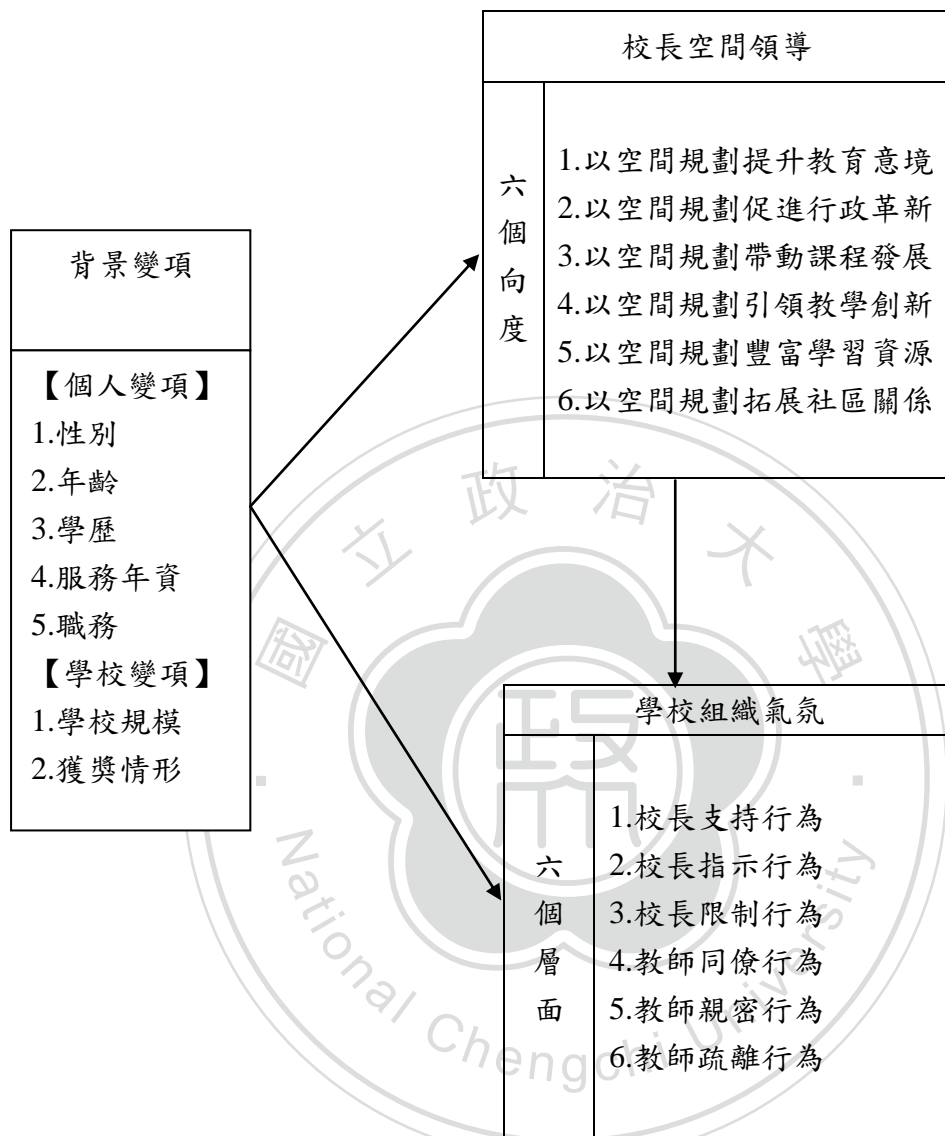 校長空間領導
六個向度
1.以空間規劃提升教育意境
2.以空間規劃促進行政革新
3.以空間規劃帶動課程發展
4.以空間規劃引領教學創新
5.以空間規劃豐富學習資源
6.以空間規劃拓展社區關係
背景變項
【個人變項】
1.性別
2.年齡
3.學歷
4.服務年資
5.職務
【學校變項】
1.學校規模
2.獲獎情形
學校組織氣氛
六個層面
1.校長支持行為
2.校長指示行為
3.校長限制行為
4.教師同僚行為
5.教師親密行為
6.教師疏離行為
國立政治大學
National Chengchi University